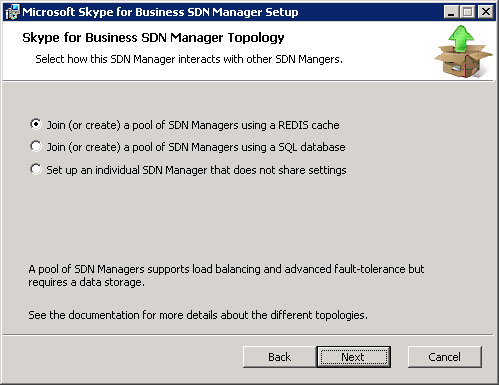 Microsoft Skype for Business SDN Manager Setup
Skype for Business SDN Manager Topology
Select how this SDN Manager interacts with other SDN Mangers.
Join (or create) a pool of SDN Managers using a REDIS cache
Join (or create) a pool of SDN Managers using a SQL database
Set up an individual SDN Manager that does not share settings
A pool of SDN Managers supports load balancing and advanced fault-tolerance but
requires a data storage.
See the documentation for more details about the different topologies.
Back Next Cancel